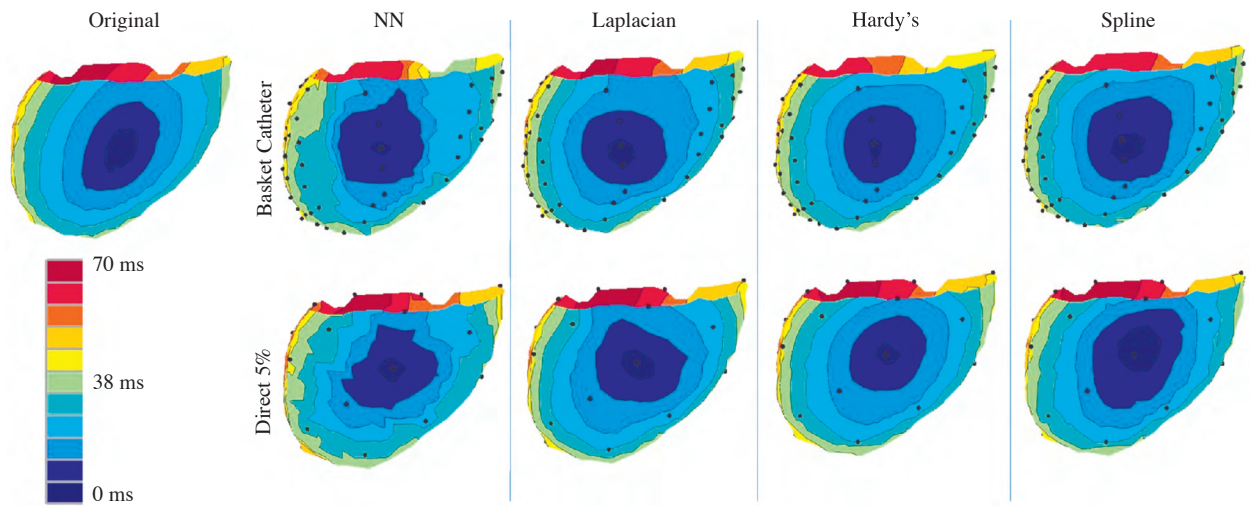 Original
NN
Laplacian
Hardy's
Spline
Basket Catheter
70 ms
38 ms
0 ms
Direct 5%